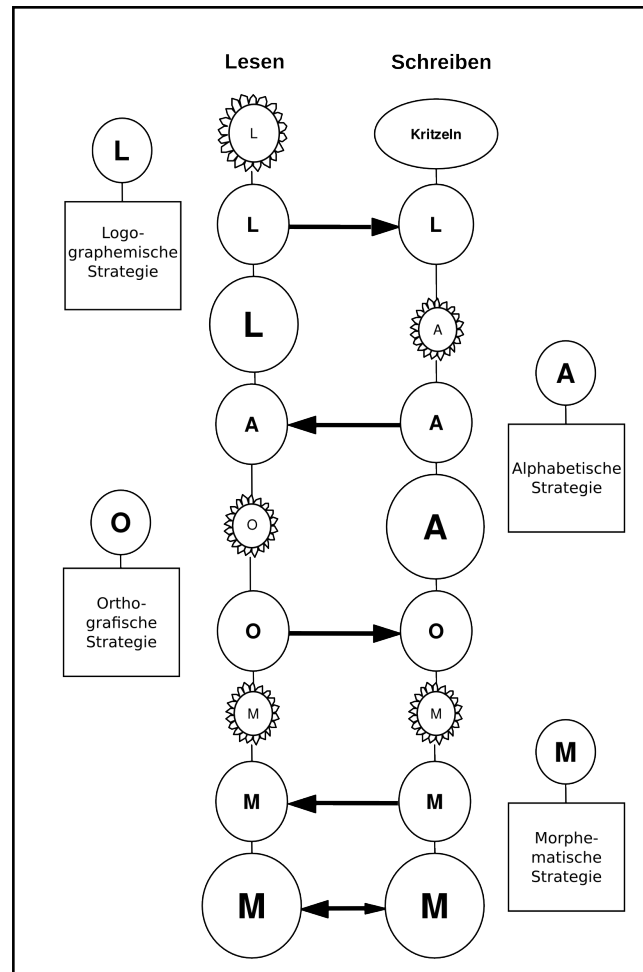 Lesen Schreiben
L Kritzeln
L
L L
Logo-
graphemische
Strategie
L
A
A
A A
Alphabetische
Strategie
O
O
A
Ortho-
grafische
Strategie
O O
M M
M
M M
Morphe-
matische
Strategie
M M